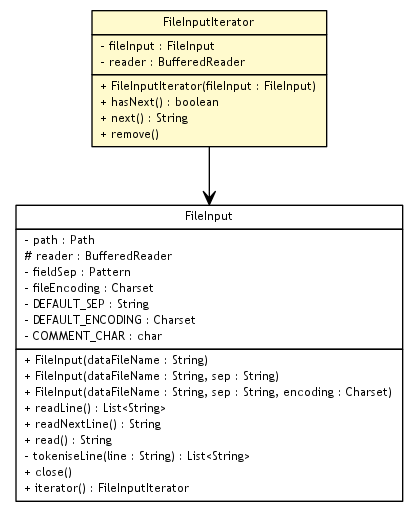 FileInputIterator
- fileInput : FileInput
- reader : BufferedReader
+ FileInputIterator(fileInput : FileInput)
+ hasNext() : boolean
+ next() : String
+ remove()
FileInput
- path : Path
# reader : BufferedReader
- fieldSep : Pattern
- fileEncoding : Charset
- DEFAULT_SEP : String
- DEFAULT_ENCODING : Charset
- COMMENT_CHAR : char
+ FileInput(dataFileName : String)
+ FileInput(dataFileName : String, sep : String)
+ FileInput(dataFileName : String, sep : String, encoding : Charset)
+ readLine() : List<String>
+ readNextLine() : String
+ read() : String
- tokeniseLine(line : String) : List<String>
+ close()
+ iterator() : FileInputIterator